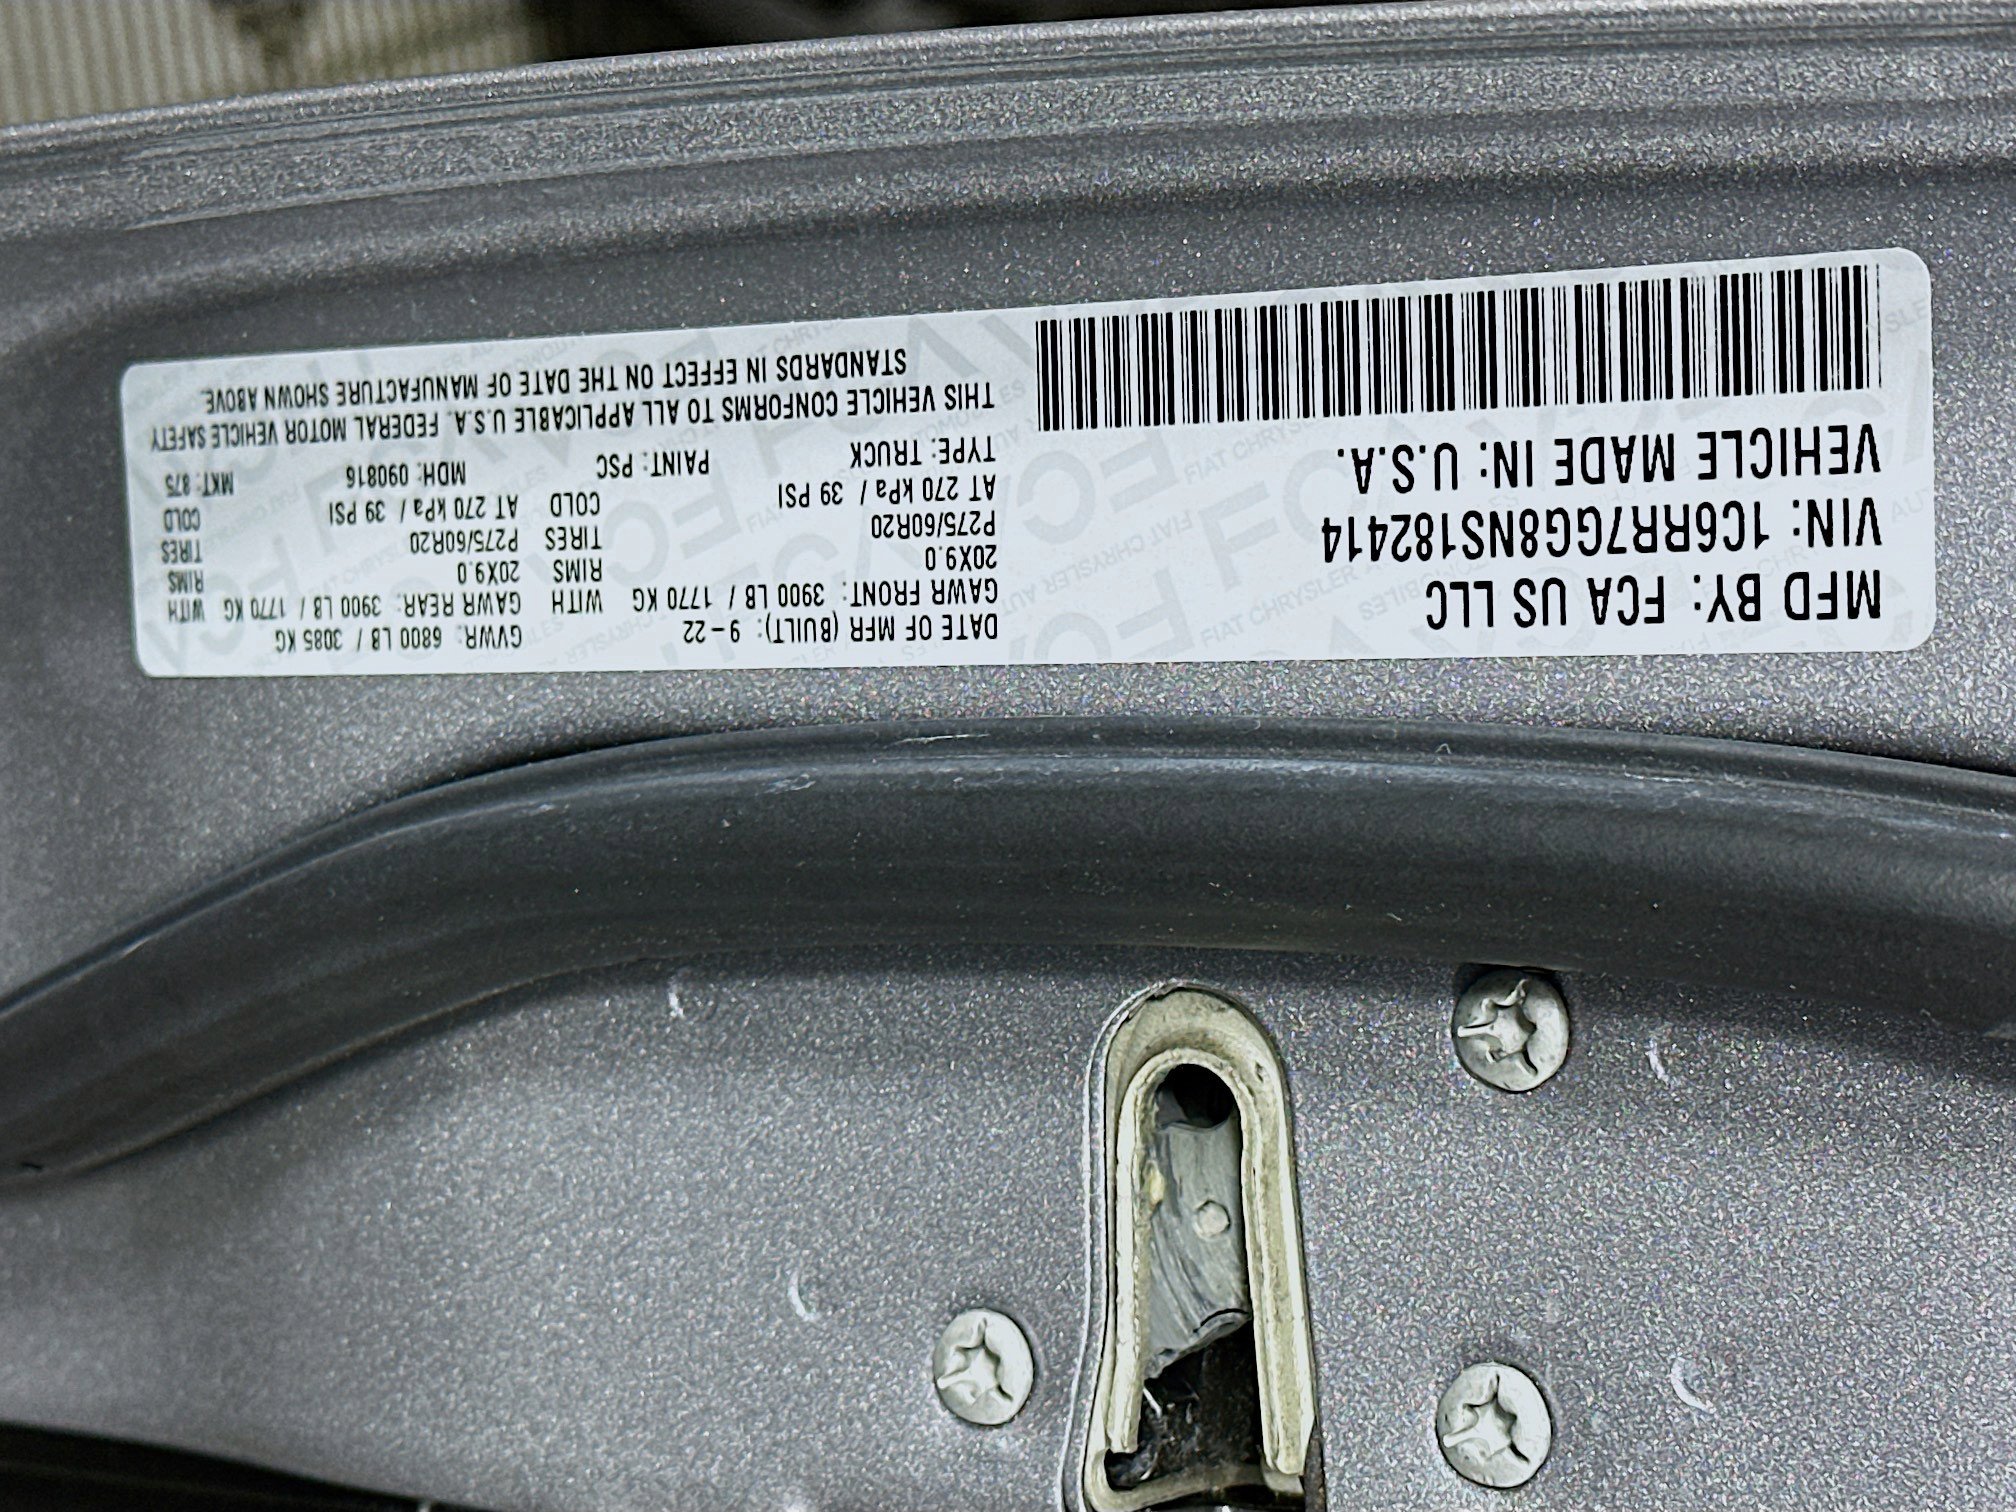 MFD BY: FCA US LLC
VIN: 1C6RR7GG8NS182414
VEHICLE MADE IN: U.S.A.
DATE OF MFR (BUILT): 9-22 GVWR: 6800 LB / 3085 KG
GAWR FRONT: 3900 LB / 1770 KG WITH GAWR REAR: 3900 LB / 1770 KG WITH
20X9.0 RIMS 20X9.0 RIMS
P275/60R20 TIRES P275/60R20 TIRES
AT 270 kPa / 39 PSI COLD AT 270 kPa / 39 PSI COLD
TYPE: TRUCK PAINT: PSC MDH: 090816 MKT: 875
THIS VEHICLE CONFORMS TO ALL APPLICABLE U.S.A. FEDERAL MOTOR VEHICLE SAFETY
STANDARDS IN EFFECT ON THE DATE OF MANUFACTURE SHOWN ABOVE.